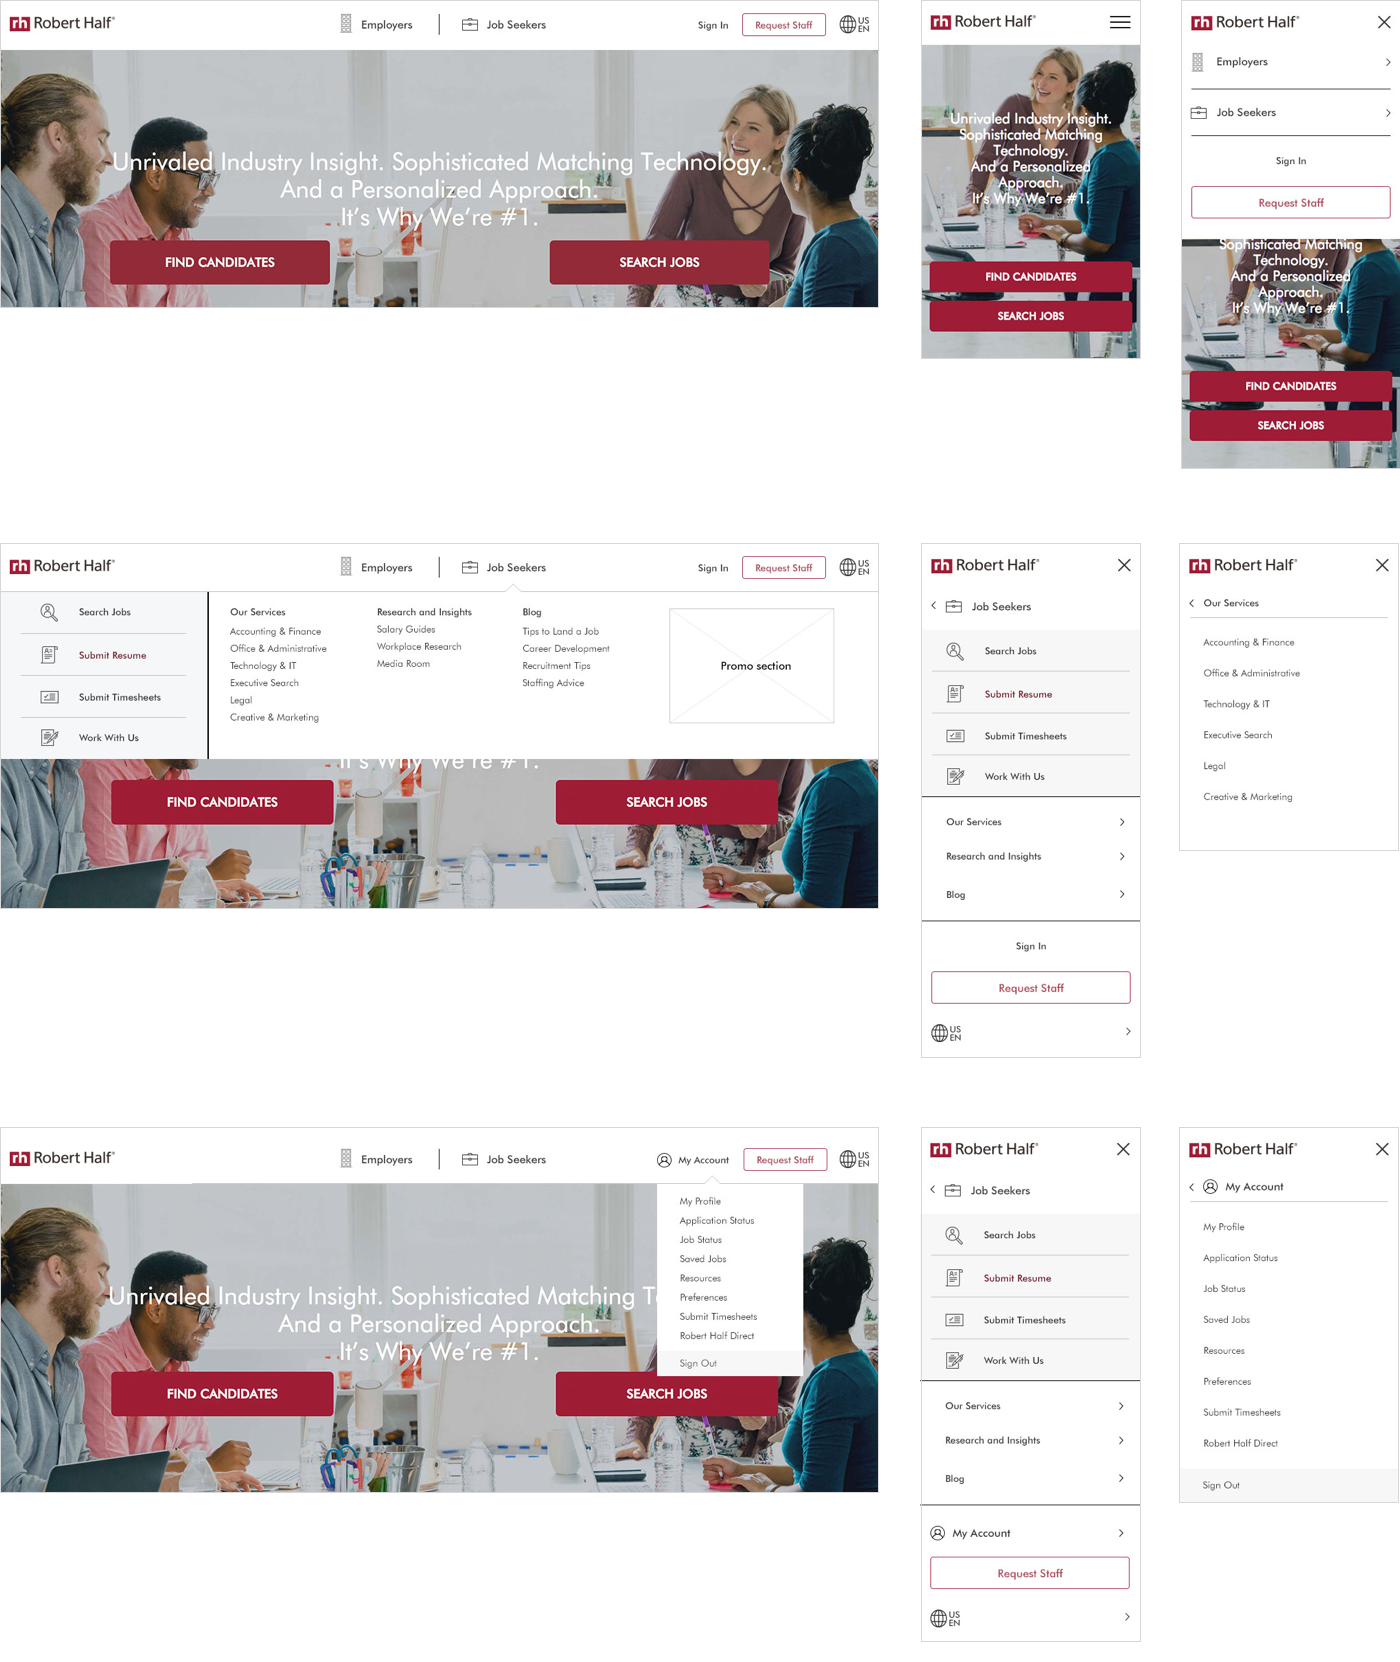 rh Robert Half®
Employers
Job Seekers
Sign In
Request Staff
US
EN
Unrivaled Industry Insight. Sophisticated Matching Technology.
And a Personalized Approach.
It's Why We're #1.
FIND CANDIDATES
SEARCH JOBS
rh Robert Half®
Unrivaled Industry Insight.
Sophisticated Matching
Technology.
And a Personalized
Approach.
It's Why We're #1.
FIND CANDIDATES
SEARCH JOBS
rh Robert Half®
Employers
Job Seekers
Sign In
Request Staff
Sophisticated Matching
Technology.
And a Personalized
Approach.
It's Why We're #1.
FIND CANDIDATES
SEARCH JOBS
rh Robert Half®
Employers
Job Seekers
Sign In
Request Staff
US
EN
Search Jobs
Submit Resume
Submit Timesheets
Work With Us
Our Services
Accounting & Finance
Office & Administrative
Technology & IT
Executive Search
Legal
Creative & Marketing
Research and Insights
Salary Guides
Workplace Research
Media Room
Blog
Tips to Land a Job
Career Development
Recruitment Tips
Staffing Advice
Promo section
It's Why We're #1.
FIND CANDIDATES
SEARCH JOBS
rh Robert Half®
Job Seekers
Search Jobs
Submit Resume
Submit Timesheets
Work With Us
Our Services
Research and Insights
Blog
Sign In
Request Staff
US
EN
rh Robert Half®
Our Services
Accounting & Finance
Office & Administrative
Technology & IT
Executive Search
Legal
Creative & Marketing
rh Robert Half®
Employers
Job Seekers
My Account
Request Staff
US
EN
My Profile
Application Status
Job Status
Saved Jobs
Resources
Preferences
Submit Timesheets
Robert Half Direct
Sign Out
Unrivaled Industry Insight. Sophisticated Matching T
And a Personalized Approach.
It's Why We're #1.
FIND CANDIDATES
SEARCH JOBS
rh Robert Half®
Job Seekers
Search Jobs
Submit Resume
Submit Timesheets
Work With Us
Our Services
Research and Insights
Blog
My Account
Request Staff
US
EN
rh Robert Half®
My Account
My Profile
Application Status
Job Status
Saved Jobs
Resources
Preferences
Submit Timesheets
Robert Half Direct
Sign Out